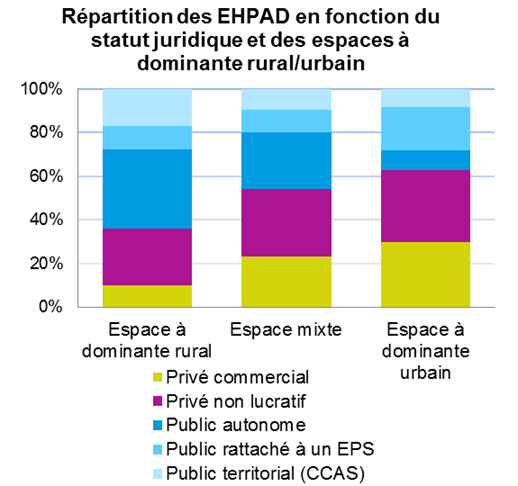 Répartition des EHPAD en fonction du
statut juridique et des espaces à
dominante rural/urbain
100%
80%
60%
40%
20%
0%
Espace à
dominante rural
Espace mixte
Espace à
dominante
urbain
Privé commercial
Privé non lucratif
Public autonome
Public rattaché à un EPS
Public territorial (CCAS)